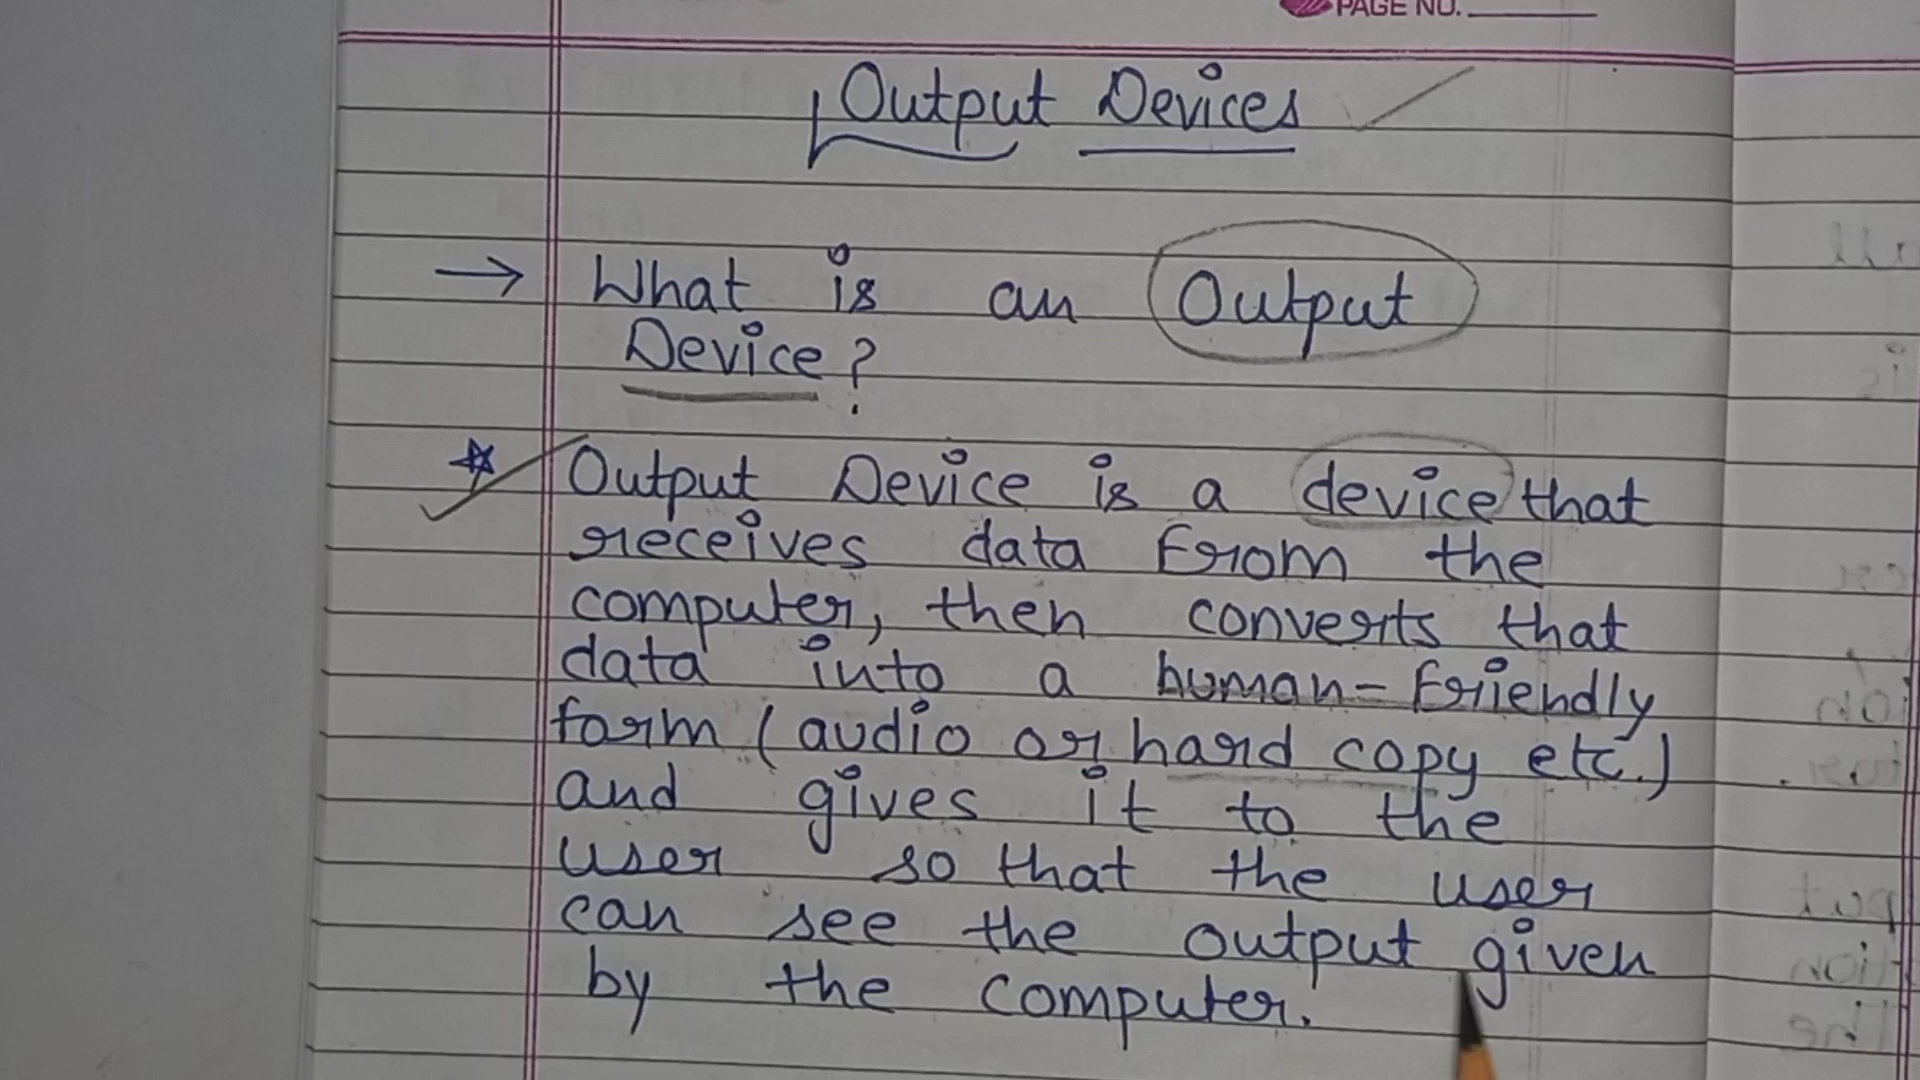 PAGE NO.
Output Devices
→ What is an Output
Device?
Output Device is a device that
receives data From the
computer, then converts that
data into a human-Friendly
form (audio or hard copy etc.)
and gives it to the
user so that the user
can see the output given
by the computer.